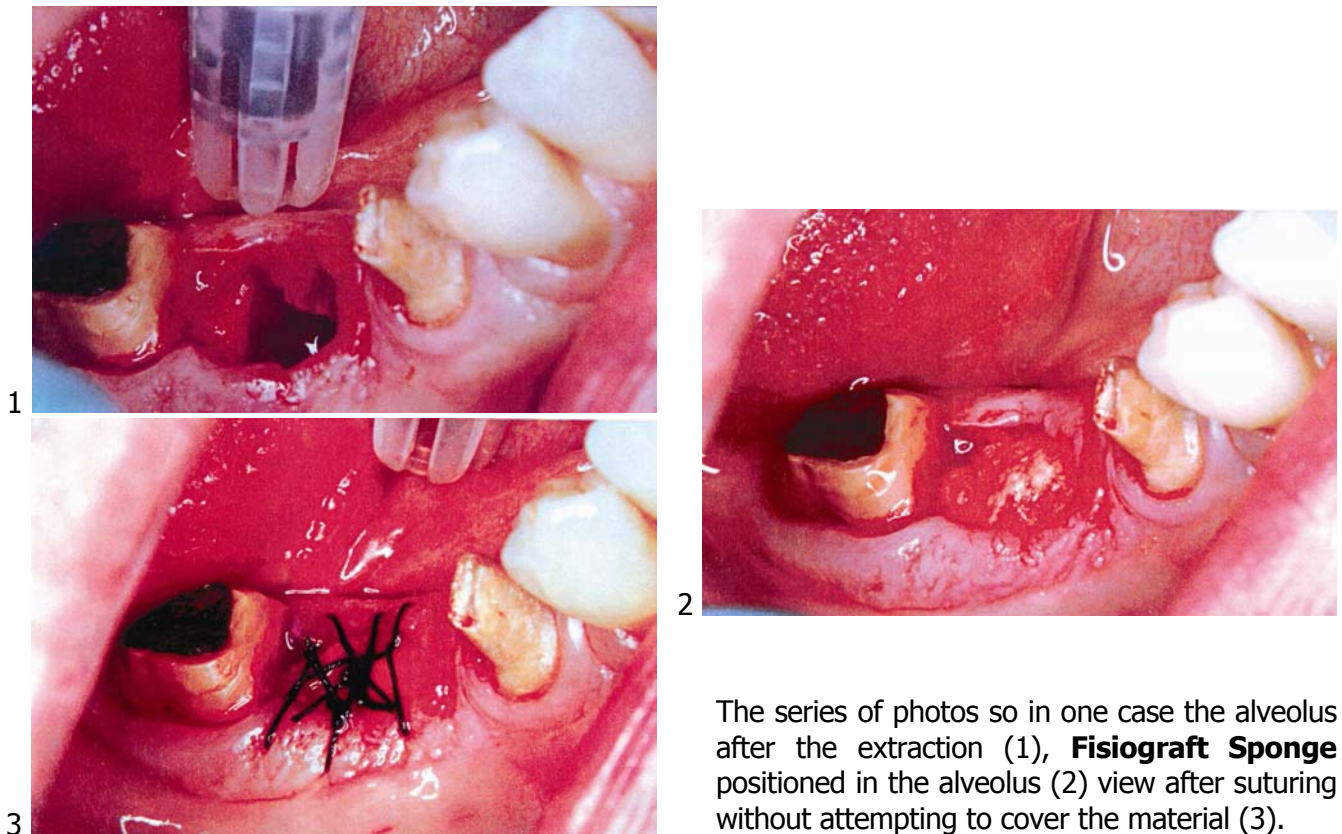 1
2
3
The series of photos so in one case the alveolus
after the extraction (1), Fisiograft Sponge
positioned in the alveolus (2) view after suturing
without attempting to cover the material (3).